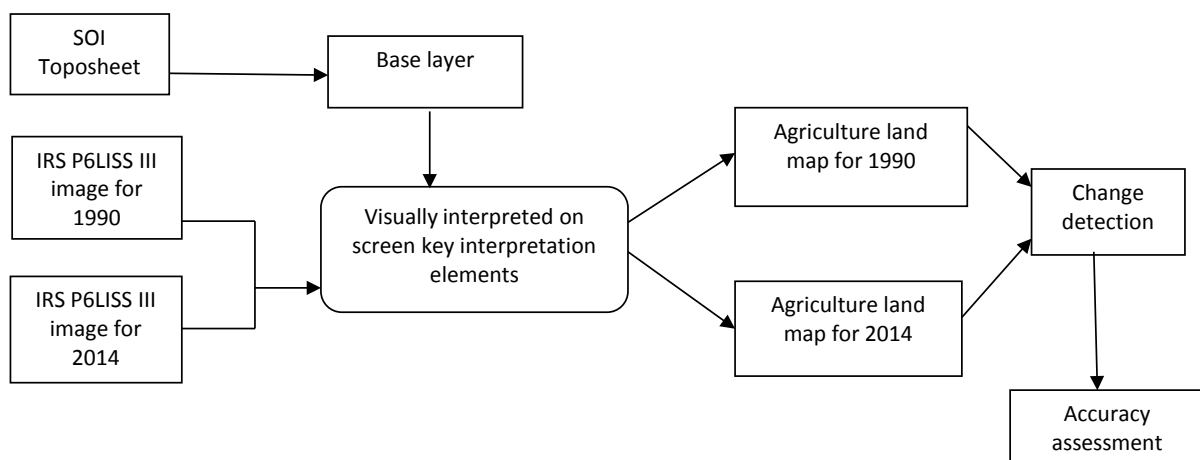 SOI
Toposheet
Base layer
IRS P6LISS III
image for
1990
IRS P6LISS III
image for
2014
Visually interpreted on
screen key interpretation
elements
Agriculture land
map for 1990
Agriculture land
map for 2014
Change
detection
Accuracy
assessment